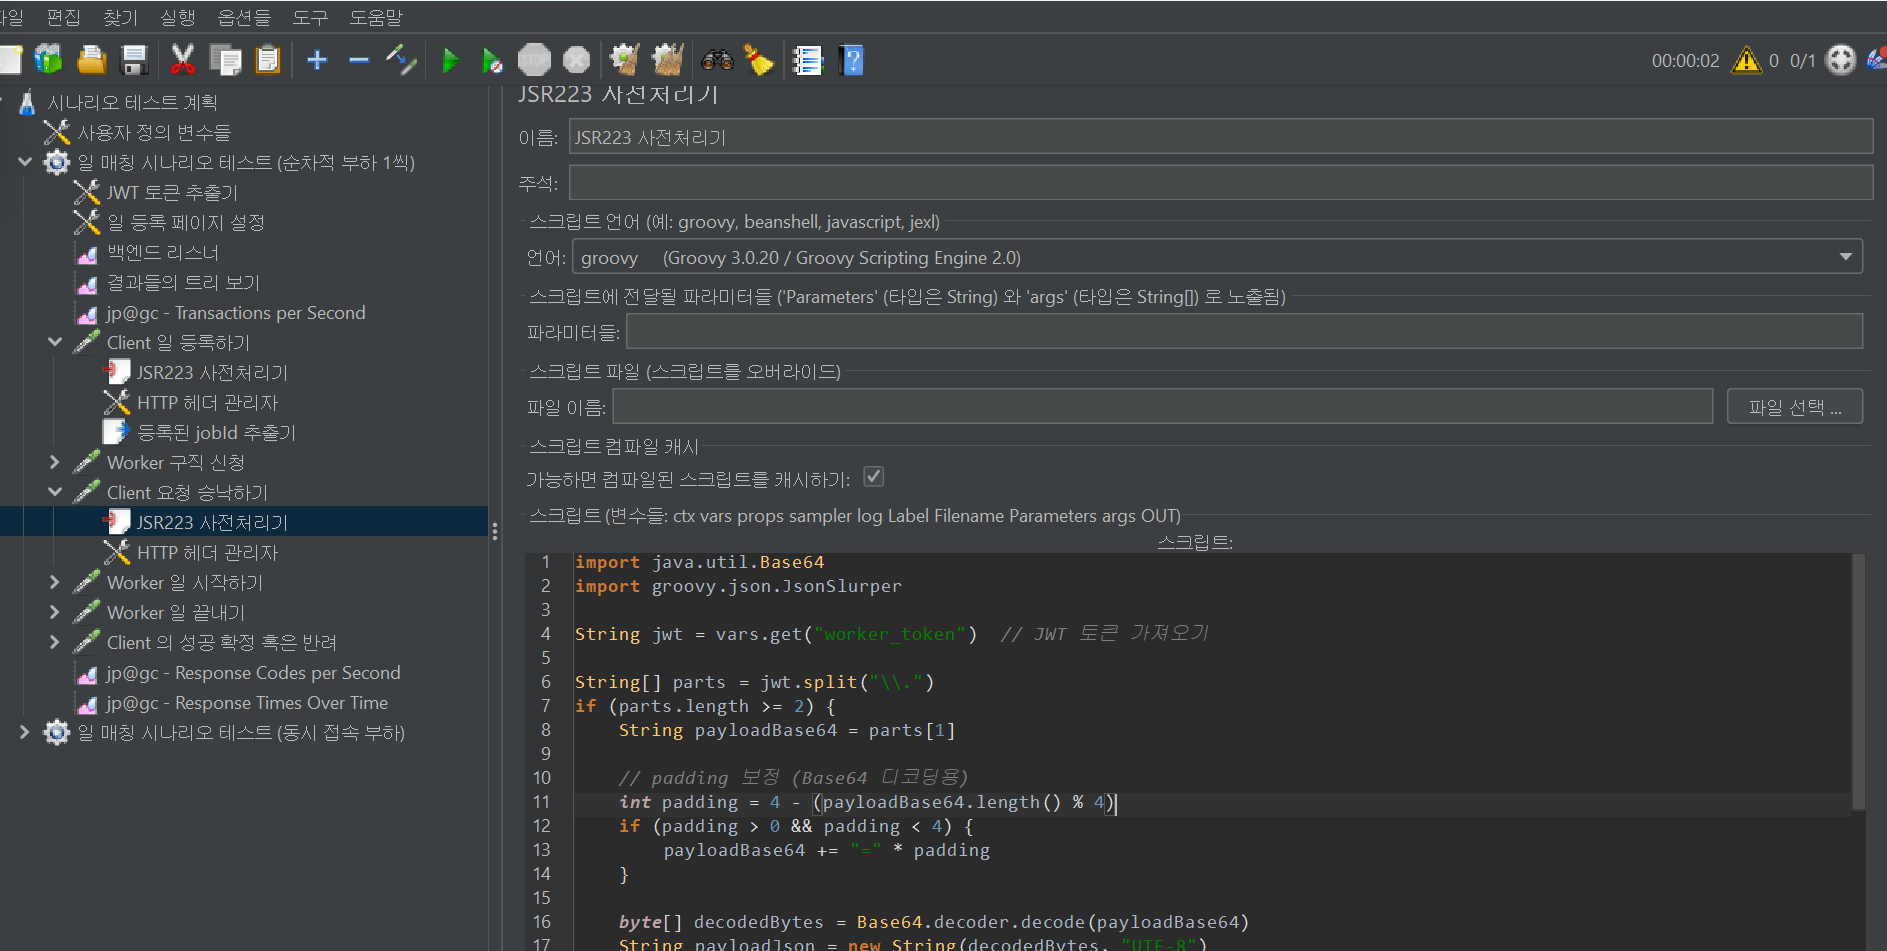 편집 찾기 실행 옵션들 도구 도움말
STOP
00:00:02 0 0/1
시나리오 테스트 계획
사용자 정의 변수들
일 매칭 시나리오 테스트 (순차적 부하 1씩)
JWT 토큰 추출기
일 등록 페이지 설정
백엔드 리스너
결과들의 트리 보기
jp@gc - Transactions per Second
Client 일 등록하기
JSR223 사전처리기
HTTP 헤더 관리자
등록된 jobId 추출기
Worker 구직 신청
Client 요청 승낙하기
JSR223 사전처리기
HTTP 헤더 관리자
Worker 일 시작하기
Worker 일 끝내기
Client 의 성공 확정 혹은 반려
jp@gc - Response Codes per Second
jp@gc - Response Times Over Time
일 매칭 시나리오 테스트 (동시 접속 부하)
JSR223 사전처리기
이름: JSR223 사전처리기
주석:
스크립트 언어 (예: groovy, beanshell, javascript, jexl)
언어: groovy (Groovy 3.0.20 / Groovy Scripting Engine 2.0)
스크립트에 전달될 파라미터들 ('Parameters' (타입은 String) 와 'args' (타입은 String[]) 로 노출됨)
파라미터들:
스크립트 파일 (스크립트를 오버라이드)
파일 이름: 파일 선택 ...
스크립트 컴파일 캐시
가능하면 컴파일된 스크립트를 캐시하기:
스크립트 (변수들: ctx vars props sampler log Label Filename Parameters args OUT)
스크립트:
1 import java.util.Base64
2 import groovy.json.JsonSlurper
3
4 String jwt = vars.get("worker_token") // JWT 토큰 가져오기
5
6 String[] parts = jwt.split("\\.")
7 if (parts.length >= 2) {
8 String payloadBase64 = parts[1]
9
10 // padding 보정 (Base64 디코딩용)
11 int padding = 4 - (payloadBase64.length() % 4)
12 if (padding > 0 && padding < 4) {
13 payloadBase64 += "=" * padding
14 }
15
16 byte[] decodedBytes = Base64.decoder.decode(payloadBase64)
17 String payloadJson = new String(decodedBytes, "UTF-8")